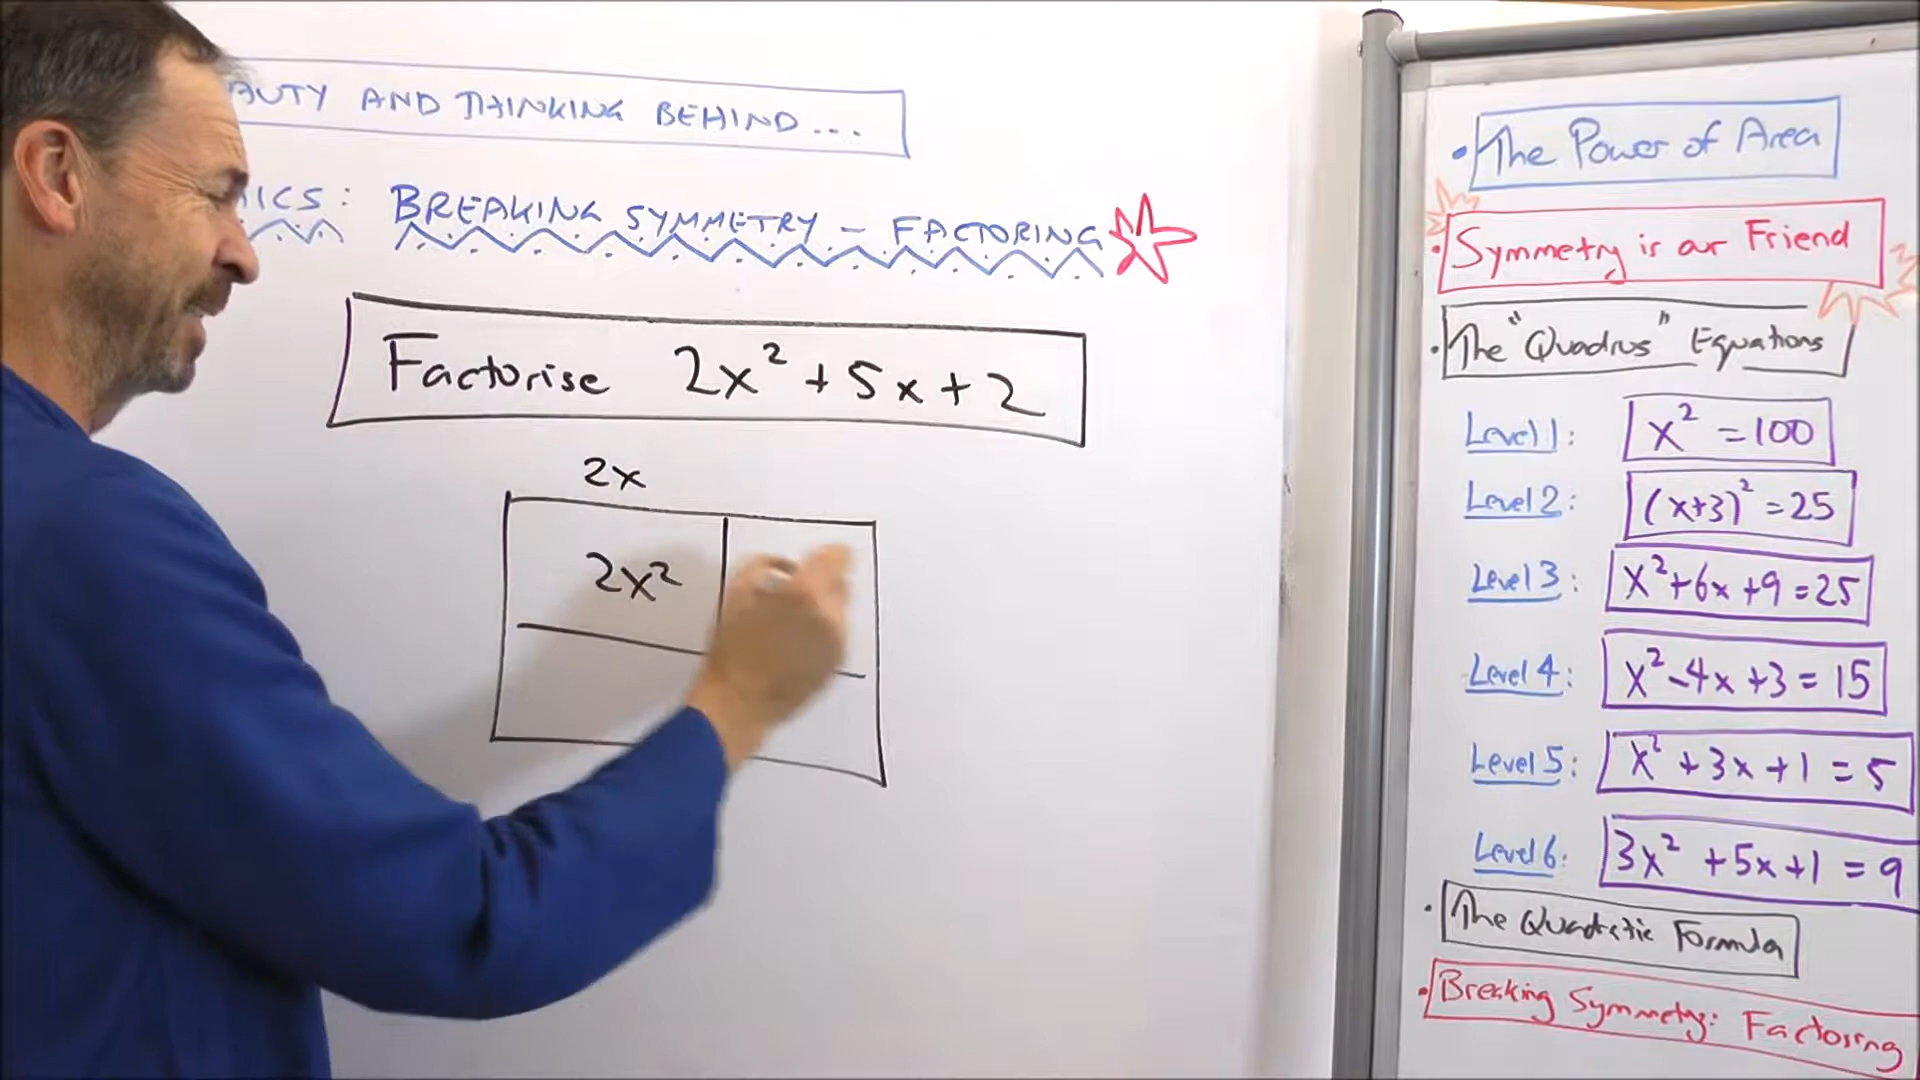 AND THINKING BEHIND...
BREAKING SYMMETRY - FACTORING
Factorise 2x² + 5x + 2
2x
2x²
• The Power of Area
• Symmetry is our Friend
• The "Quadrus" Equations
Level 1: x² = 100
Level 2: (x+3)² = 25
Level 3: x² + 6x + 9 = 25
Level 4: x² - 4x + 3 = 15
Level 5: x² + 3x + 1 = 5
Level 6: 3x² + 5x + 1 = 9
• The Quadratic Formula
• Breaking Symmetry: Factoring